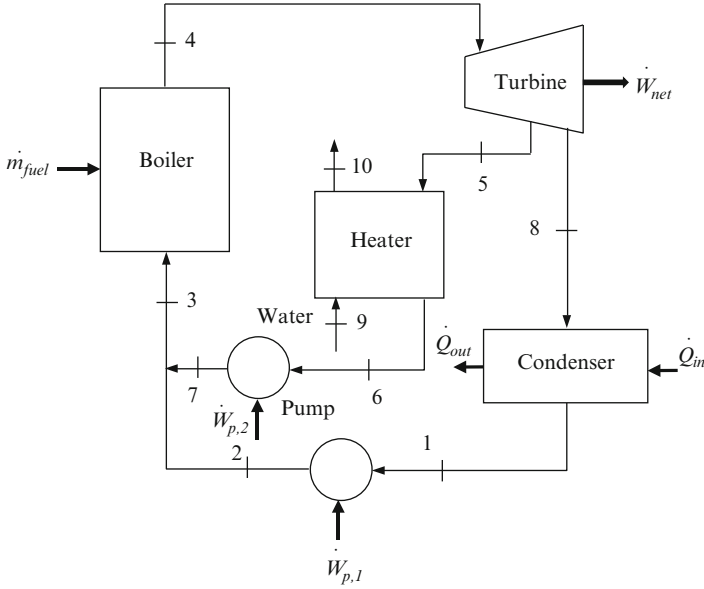 4
Turbine
Ẇnet
ṁfuel
Boiler
10
5
Heater
8
3
Water
9
Q̇out
Condenser
Q̇in
7
6
Ẇp,2
Pump
2
1
Ẇp,1